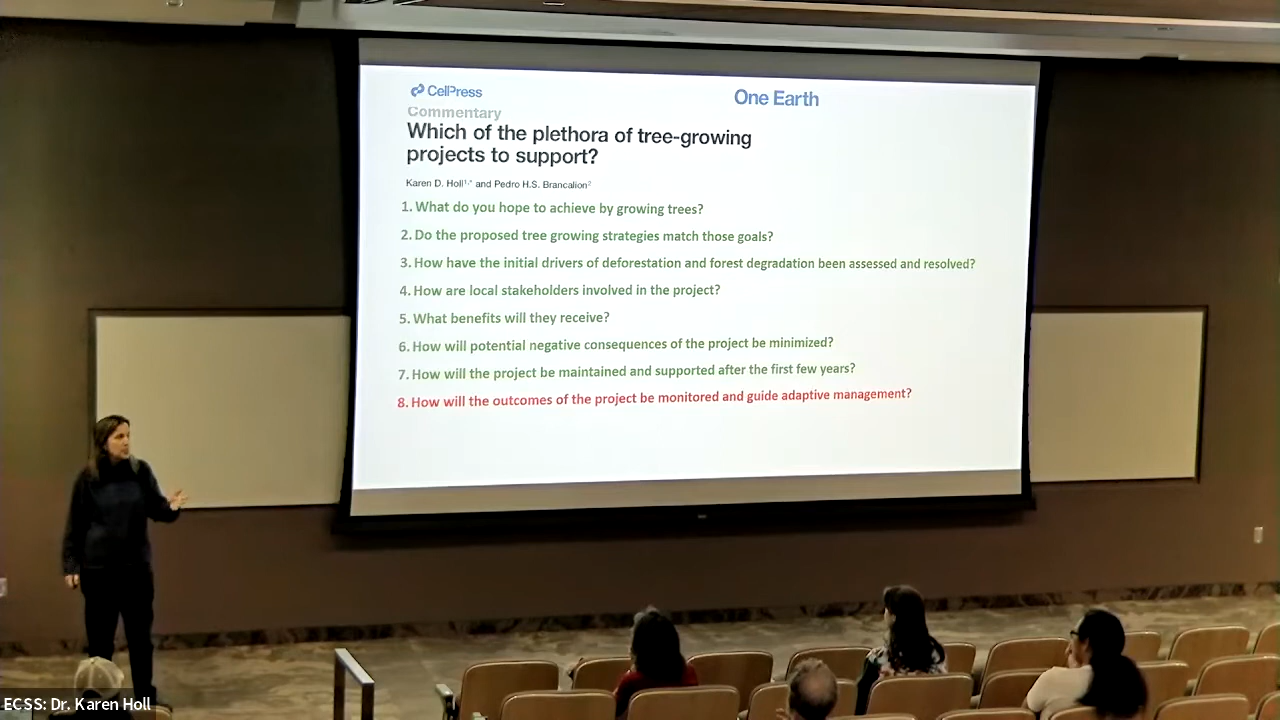 CellPress
One Earth
Commentary
Which of the plethora of tree-growing
projects to support?
Karen D. Holl¹,* and Pedro H.S. Brancalion²
1. What do you hope to achieve by growing trees?
2. Do the proposed tree growing strategies match those goals?
3. How have the initial drivers of deforestation and forest degradation been assessed and resolved?
4. How are local stakeholders involved in the project?
5. What benefits will they receive?
6. How will potential negative consequences of the project be minimized?
7. How will the project be maintained and supported after the first few years?
8. How will the outcomes of the project be monitored and guide adaptive management?
ECSS: Dr. Karen Holl